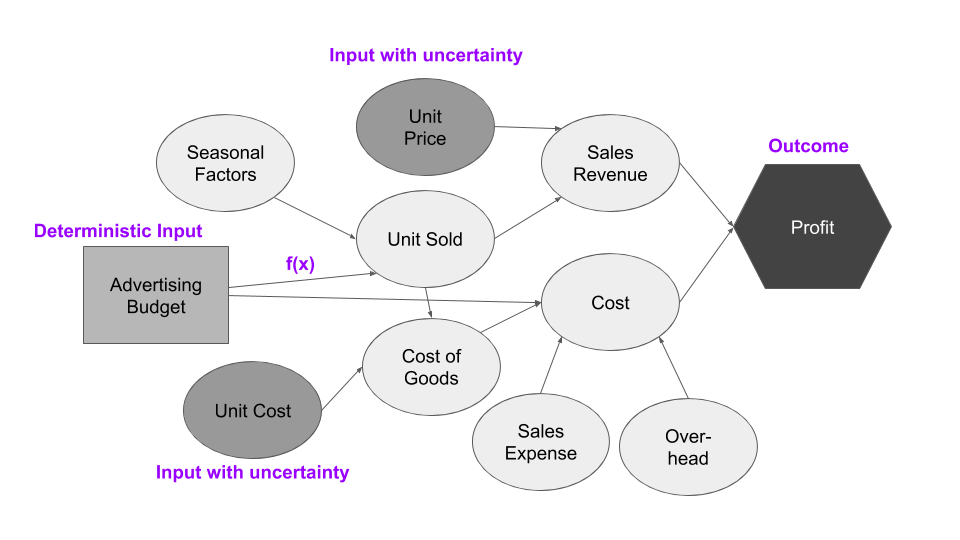 Input with uncertainty
Unit
Price
Seasonal
Factors
Sales
Revenue
Outcome
Profit
Deterministic Input
Unit Sold
f(x)
Advertising
Budget
Cost
Cost of
Goods
Unit Cost
Input with uncertainty
Sales
Expense
Over-
head